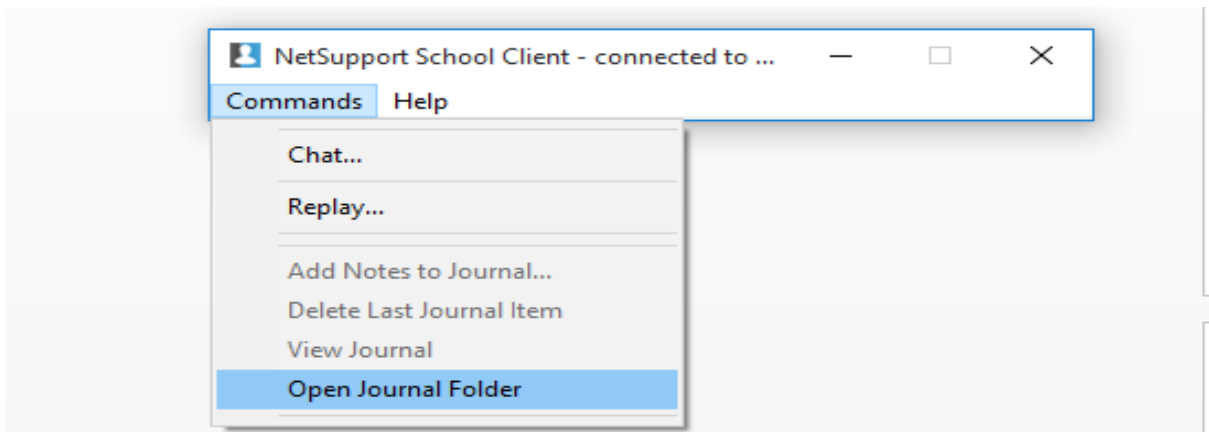 NetSupport School Client - connected to ...
Commands Help
Chat...
Replay...
Add Notes to Journal...
Delete Last Journal Item
View Journal
Open Journal Folder